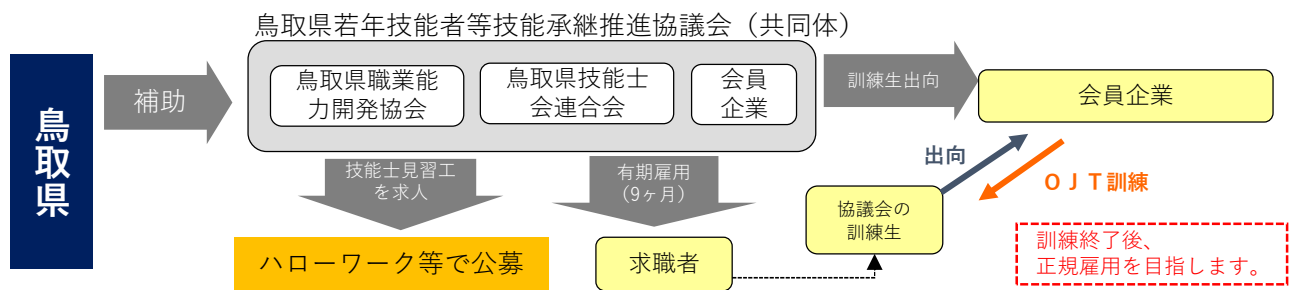 鳥取県若年技能者等技能承継推進協議会（共同体）
鳥取県
補助
鳥取県職業能
力開発協会
鳥取県技能士
会連合会
会員
企業
訓練生出向
会員企業
技能士見習工
を求人
有期雇用
(9ヶ月)
出向
ＯＪＴ訓練
協議会の
訓練生
ハローワーク等で公募
求職者
訓練終了後、
正規雇用を目指します。